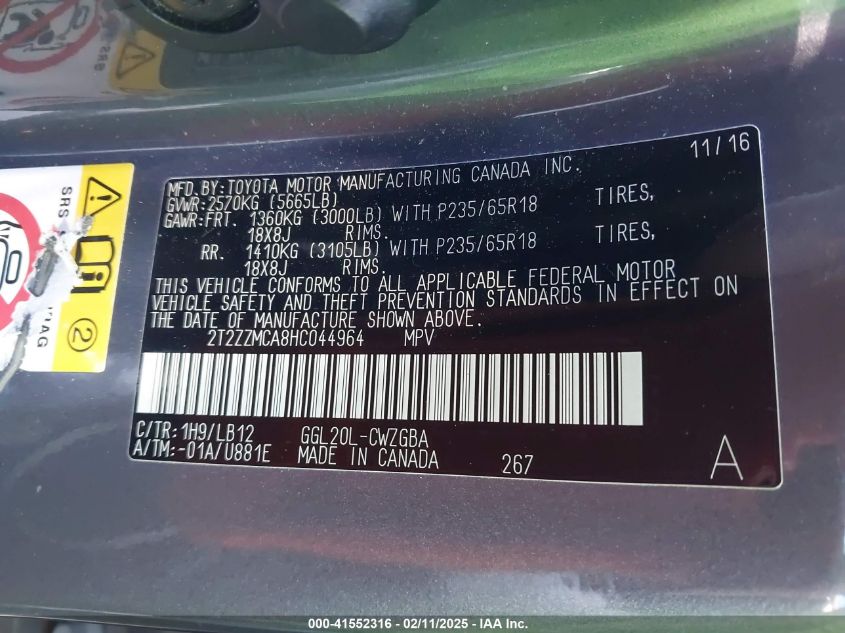 SRS
11/16
MFD.BY:TOYOTA MOTOR MANUFACTURING CANADA INC.
GVWR:2570KG (5665LB)
GAWR:FRT. 1360KG (3000LB) WITH P235/65R18 TIRES,
18X8J RIMS.
RR. 1410KG (3105LB) WITH P235/65R18 TIRES,
18X8J RIMS.
THIS VEHICLE CONFORMS TO ALL APPLICABLE FEDERAL MOTOR
VEHICLE SAFETY AND THEFT PREVENTION STANDARDS IN EFFECT ON
THE DATE OF MANUFACTURE SHOWN ABOVE.
2T2ZZMCA8HC044964 MPV
C/TR:1H9/LB12 GGL20L-CWZGBA
A/TM:-01A/U881E MADE IN CANADA 267 A
SRS
2
000-41552316 - 02/11/2025 - IAA Inc.